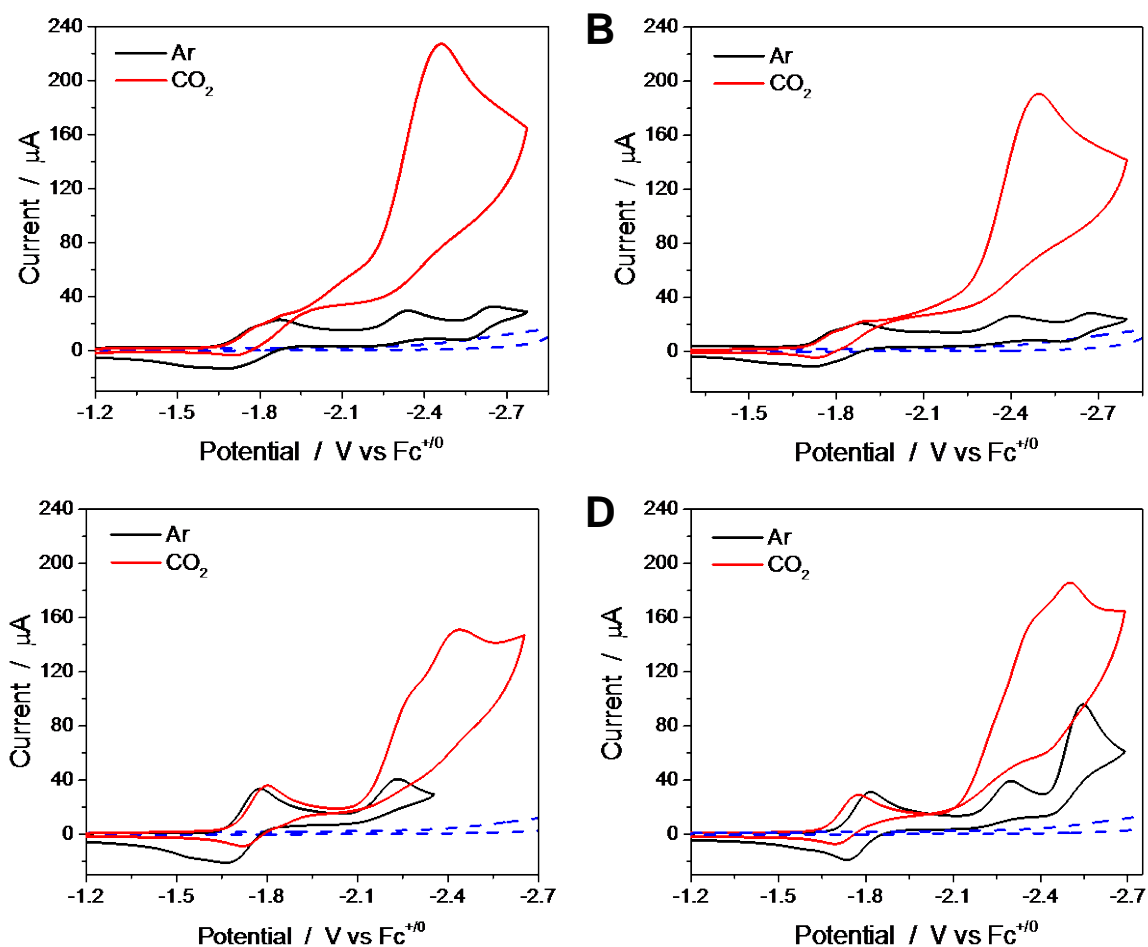 240
200
160
120
80
40
0
Current / μA
Ar
CO2
-1.2 -1.5 -1.8 -2.1 -2.4 -2.7
Potential / V vs Fc+/0
B
240
200
160
120
80
40
0
Current / μA
Ar
CO2
-1.5 -1.8 -2.1 -2.4 -2.7
Potential / V vs Fc+/0
240
200
160
120
80
40
0
Current / μA
Ar
CO2
-1.2 -1.5 -1.8 -2.1 -2.4 -2.7
Potential / V vs Fc+/0
D
240
200
160
120
80
40
0
Current / μA
Ar
CO2
-1.2 -1.5 -1.8 -2.1 -2.4 -2.7
Potential / V vs Fc+/0